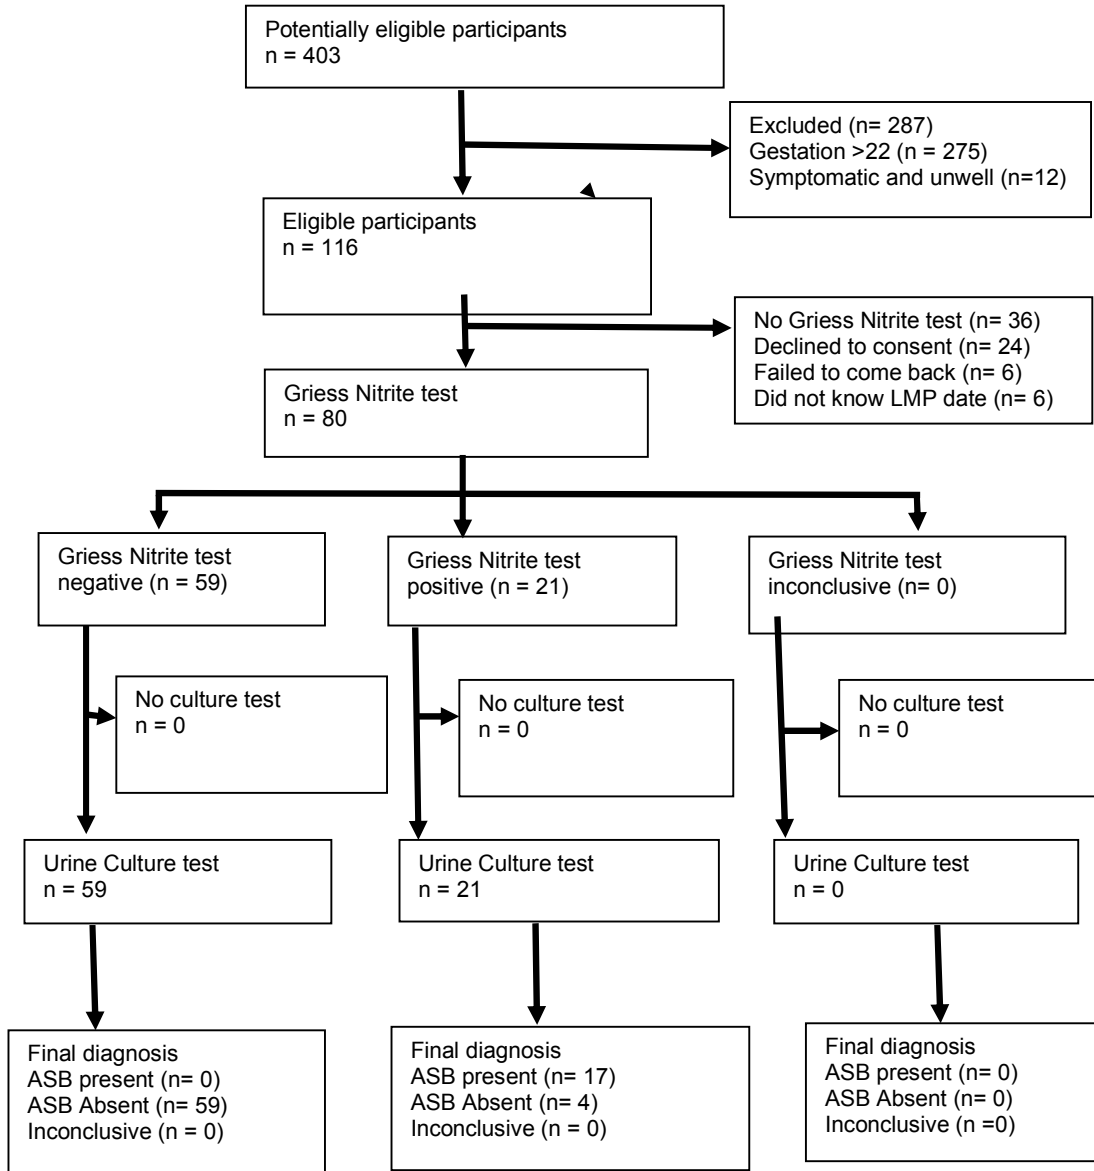 Potentially eligible participants
n = 403
Excluded (n= 287)
Gestation >22 (n = 275)
Symptomatic and unwell (n=12)
Eligible participants
n = 116
No Griess Nitrite test (n= 36)
Declined to consent (n= 24)
Failed to come back (n= 6)
Did not know LMP date (n= 6)
Griess Nitrite test
n = 80
Griess Nitrite test
negative (n = 59)
Griess Nitrite test
positive (n = 21)
Griess Nitrite test
inconclusive (n= 0)
No culture test
n = 0
No culture test
n = 0
No culture test
n = 0
Urine Culture test
n = 59
Urine Culture test
n = 21
Urine Culture test
n = 0
Final diagnosis
ASB present (n= 0)
ASB Absent (n= 59)
Inconclusive (n = 0)
Final diagnosis
ASB present (n= 17)
ASB Absent (n= 4)
Inconclusive (n = 0)
Final diagnosis
ASB present (n= 0)
ASB Absent (n= 0)
Inconclusive (n =0)